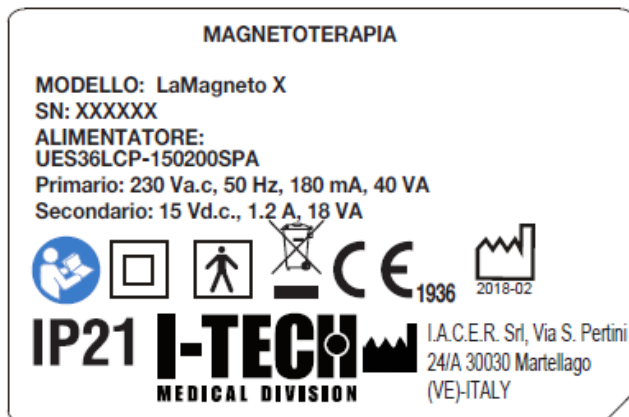 MAGNETOTERAPIA
MODELLO: LaMagneto X
SN: XXXXXX
ALIMENTATORE:
UES36LCP-150200SPA
Primario: 230 Va.c, 50 Hz, 180 mA, 40 VA
Secondario: 15 Vd.c., 1.2 A, 18 VA
CE 1936
2018-02
IP21
I-TECH
MEDICAL DIVISION
I.A.C.E.R. Srl, Via S. Pertini
24/A 30030 Martellago
(VE)-ITALY